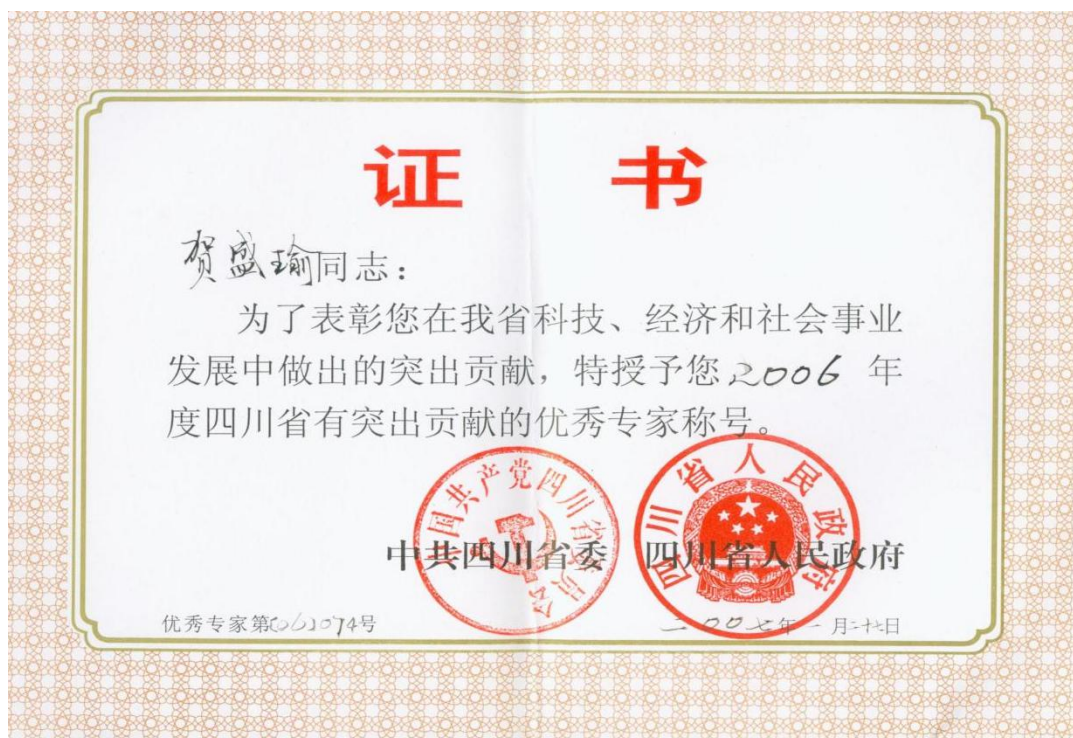 证 书
贺盛瑜同志：
为了表彰您在我省科技、经济和社会事业
发展中做出的突出贡献，特授予您2006年
度四川省有突出贡献的优秀专家称号。
中国共产党四川省委员会
四川省人民政府
中共四川省委 四川省人民政府
优秀专家第(06)074号 二00七年一月二十七日